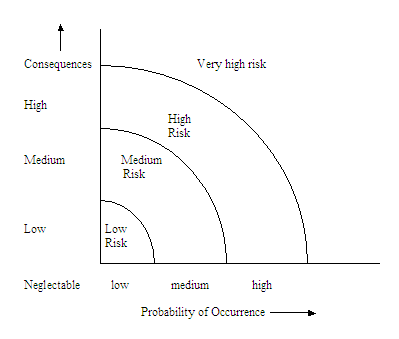 Consequences
Very high risk
High
High
Risk
Medium
Medium
Risk
Low
Low
Risk
Neglectable low medium high
Probability of Occurrence